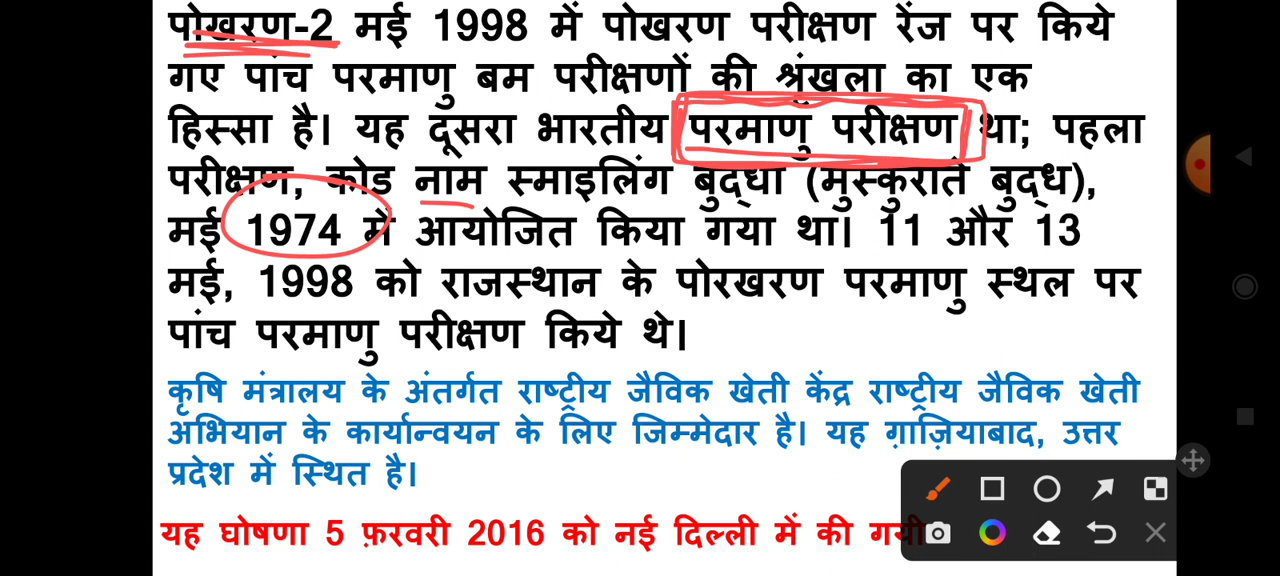 पोखरण-2 मई 1998 में पोखरण परीक्षण रेंज पर किये
गए पांच परमाणु बम परीक्षणों की श्रृंखला का एक
हिस्सा है। यह दूसरा भारतीय परमाणु परीक्षण था; पहला
परीक्षण, कोड नाम स्माइलिंग बुद्धा (मुस्कुराते बुद्ध),
मई 1974 में आयोजित किया गया था। 11 और 13
मई, 1998 को राजस्थान के पोरखरण परमाणु स्थल पर
पांच परमाणु परीक्षण किये थे।
कृषि मंत्रालय के अंतर्गत राष्ट्रीय जैविक खेती केंद्र राष्ट्रीय जैविक खेती
अभियान के कार्यान्वयन के लिए जिम्मेदार है। यह ग़ाज़ियाबाद, उत्तर
प्रदेश में स्थित है।
यह घोषणा 5 फ़रवरी 2016 को नई दिल्ली में की